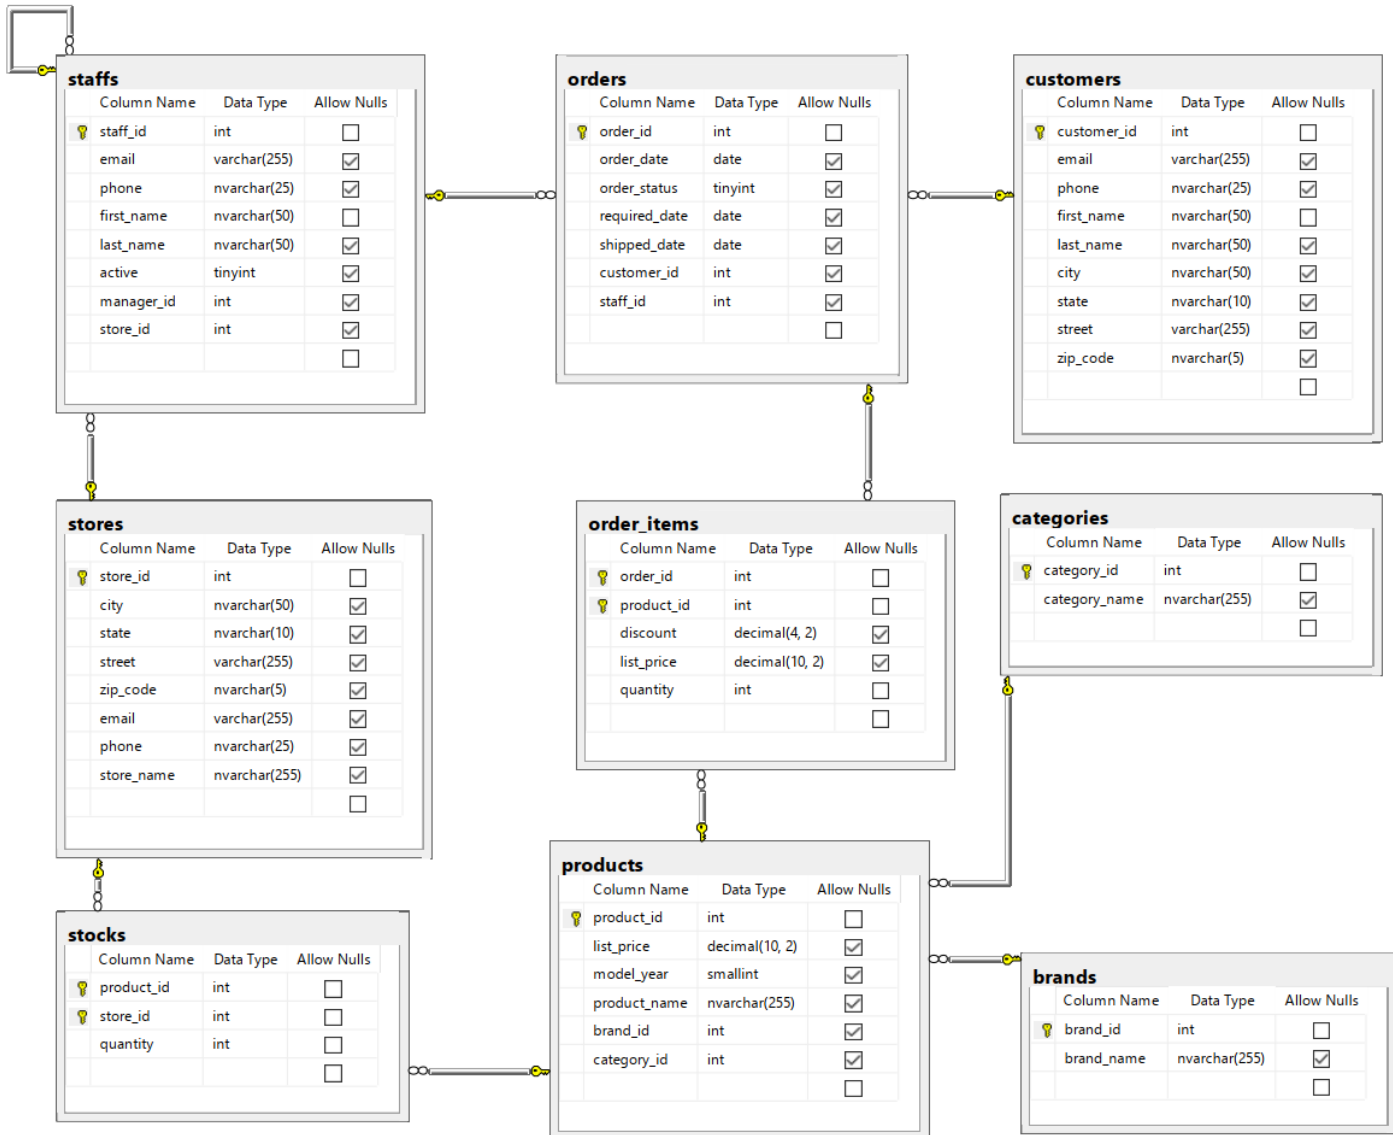 staffs
Column Name Data Type Allow Nulls
staff_id int
email varchar(255)
phone nvarchar(25)
first_name nvarchar(50)
last_name nvarchar(50)
active tinyint
manager_id int
store_id int
orders
Column Name Data Type Allow Nulls
order_id int
order_date date
order_status tinyint
required_date date
shipped_date date
customer_id int
staff_id int
customers
Column Name Data Type Allow Nulls
customer_id int
email varchar(255)
phone nvarchar(25)
first_name nvarchar(50)
last_name nvarchar(50)
city nvarchar(50)
state nvarchar(10)
street varchar(255)
zip_code nvarchar(5)
stores
Column Name Data Type Allow Nulls
store_id int
city nvarchar(50)
state nvarchar(10)
street varchar(255)
zip_code nvarchar(5)
email varchar(255)
phone nvarchar(25)
store_name nvarchar(255)
order_items
Column Name Data Type Allow Nulls
order_id int
product_id int
discount decimal(4, 2)
list_price decimal(10, 2)
quantity int
categories
Column Name Data Type Allow Nulls
category_id int
category_name nvarchar(255)
stocks
Column Name Data Type Allow Nulls
product_id int
store_id int
quantity int
products
Column Name Data Type Allow Nulls
product_id int
list_price decimal(10, 2)
model_year smallint
product_name nvarchar(255)
brand_id int
category_id int
brands
Column Name Data Type Allow Nulls
brand_id int
brand_name nvarchar(255)